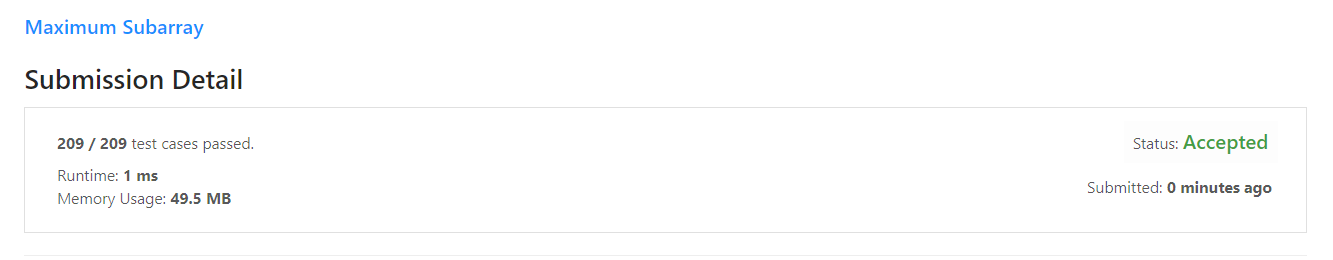 Maximum Subarray
Submission Detail
209 / 209 test cases passed.
Status: Accepted
Runtime: 1 ms
Memory Usage: 49.5 MB
Submitted: 0 minutes ago